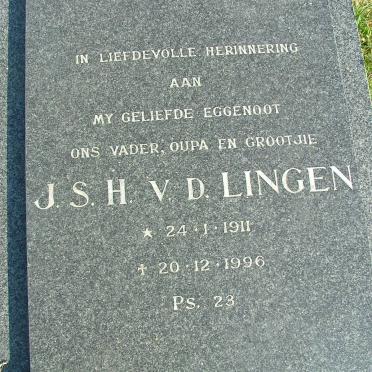 IN LIEFDEVOLLE HERINNERING
AAN
MY GELIEFDE EGGENOOT
ONS VADER, OUPA EN GROOTJIE
J. S. H. V. D. LINGEN
★ 24·1·1911
✝ 20·12·1996
PS. 23